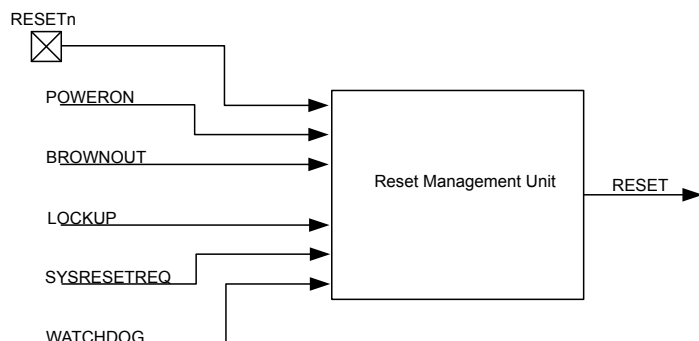 RESETn
POWERON
BROWNOUT
LOCKUP
SYSRESETREQ
WATCHDOG
Reset Management Unit
RESET